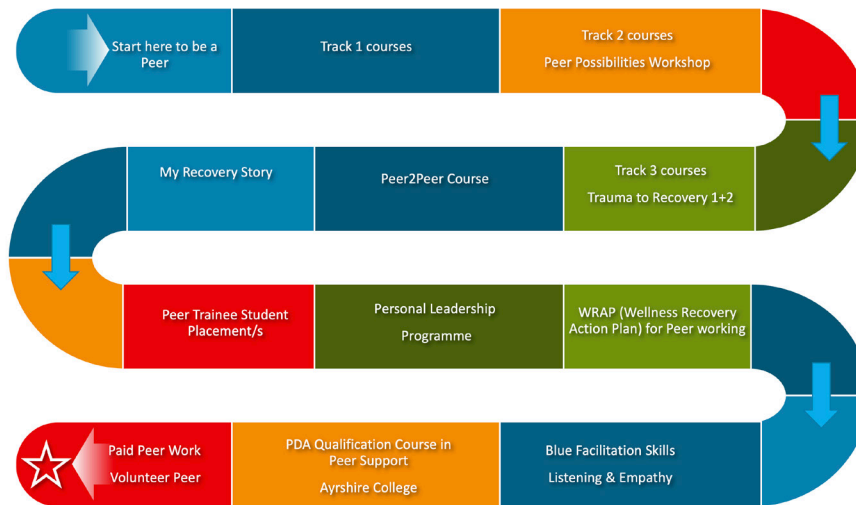 Start here to be a
Peer
Track 1 courses
Track 2 courses
Peer Possibilities Workshop
My Recovery Story
Peer2Peer Course
Track 3 courses
Trauma to Recovery 1+2
Peer Trainee Student
Placement/s
Personal Leadership
Programme
WRAP (Wellness Recovery
Action Plan) for Peer working
Paid Peer Work
Volunteer Peer
PDA Qualification Course in
Peer Support
Ayrshire College
Blue Facilitation Skills
Listening & Empathy